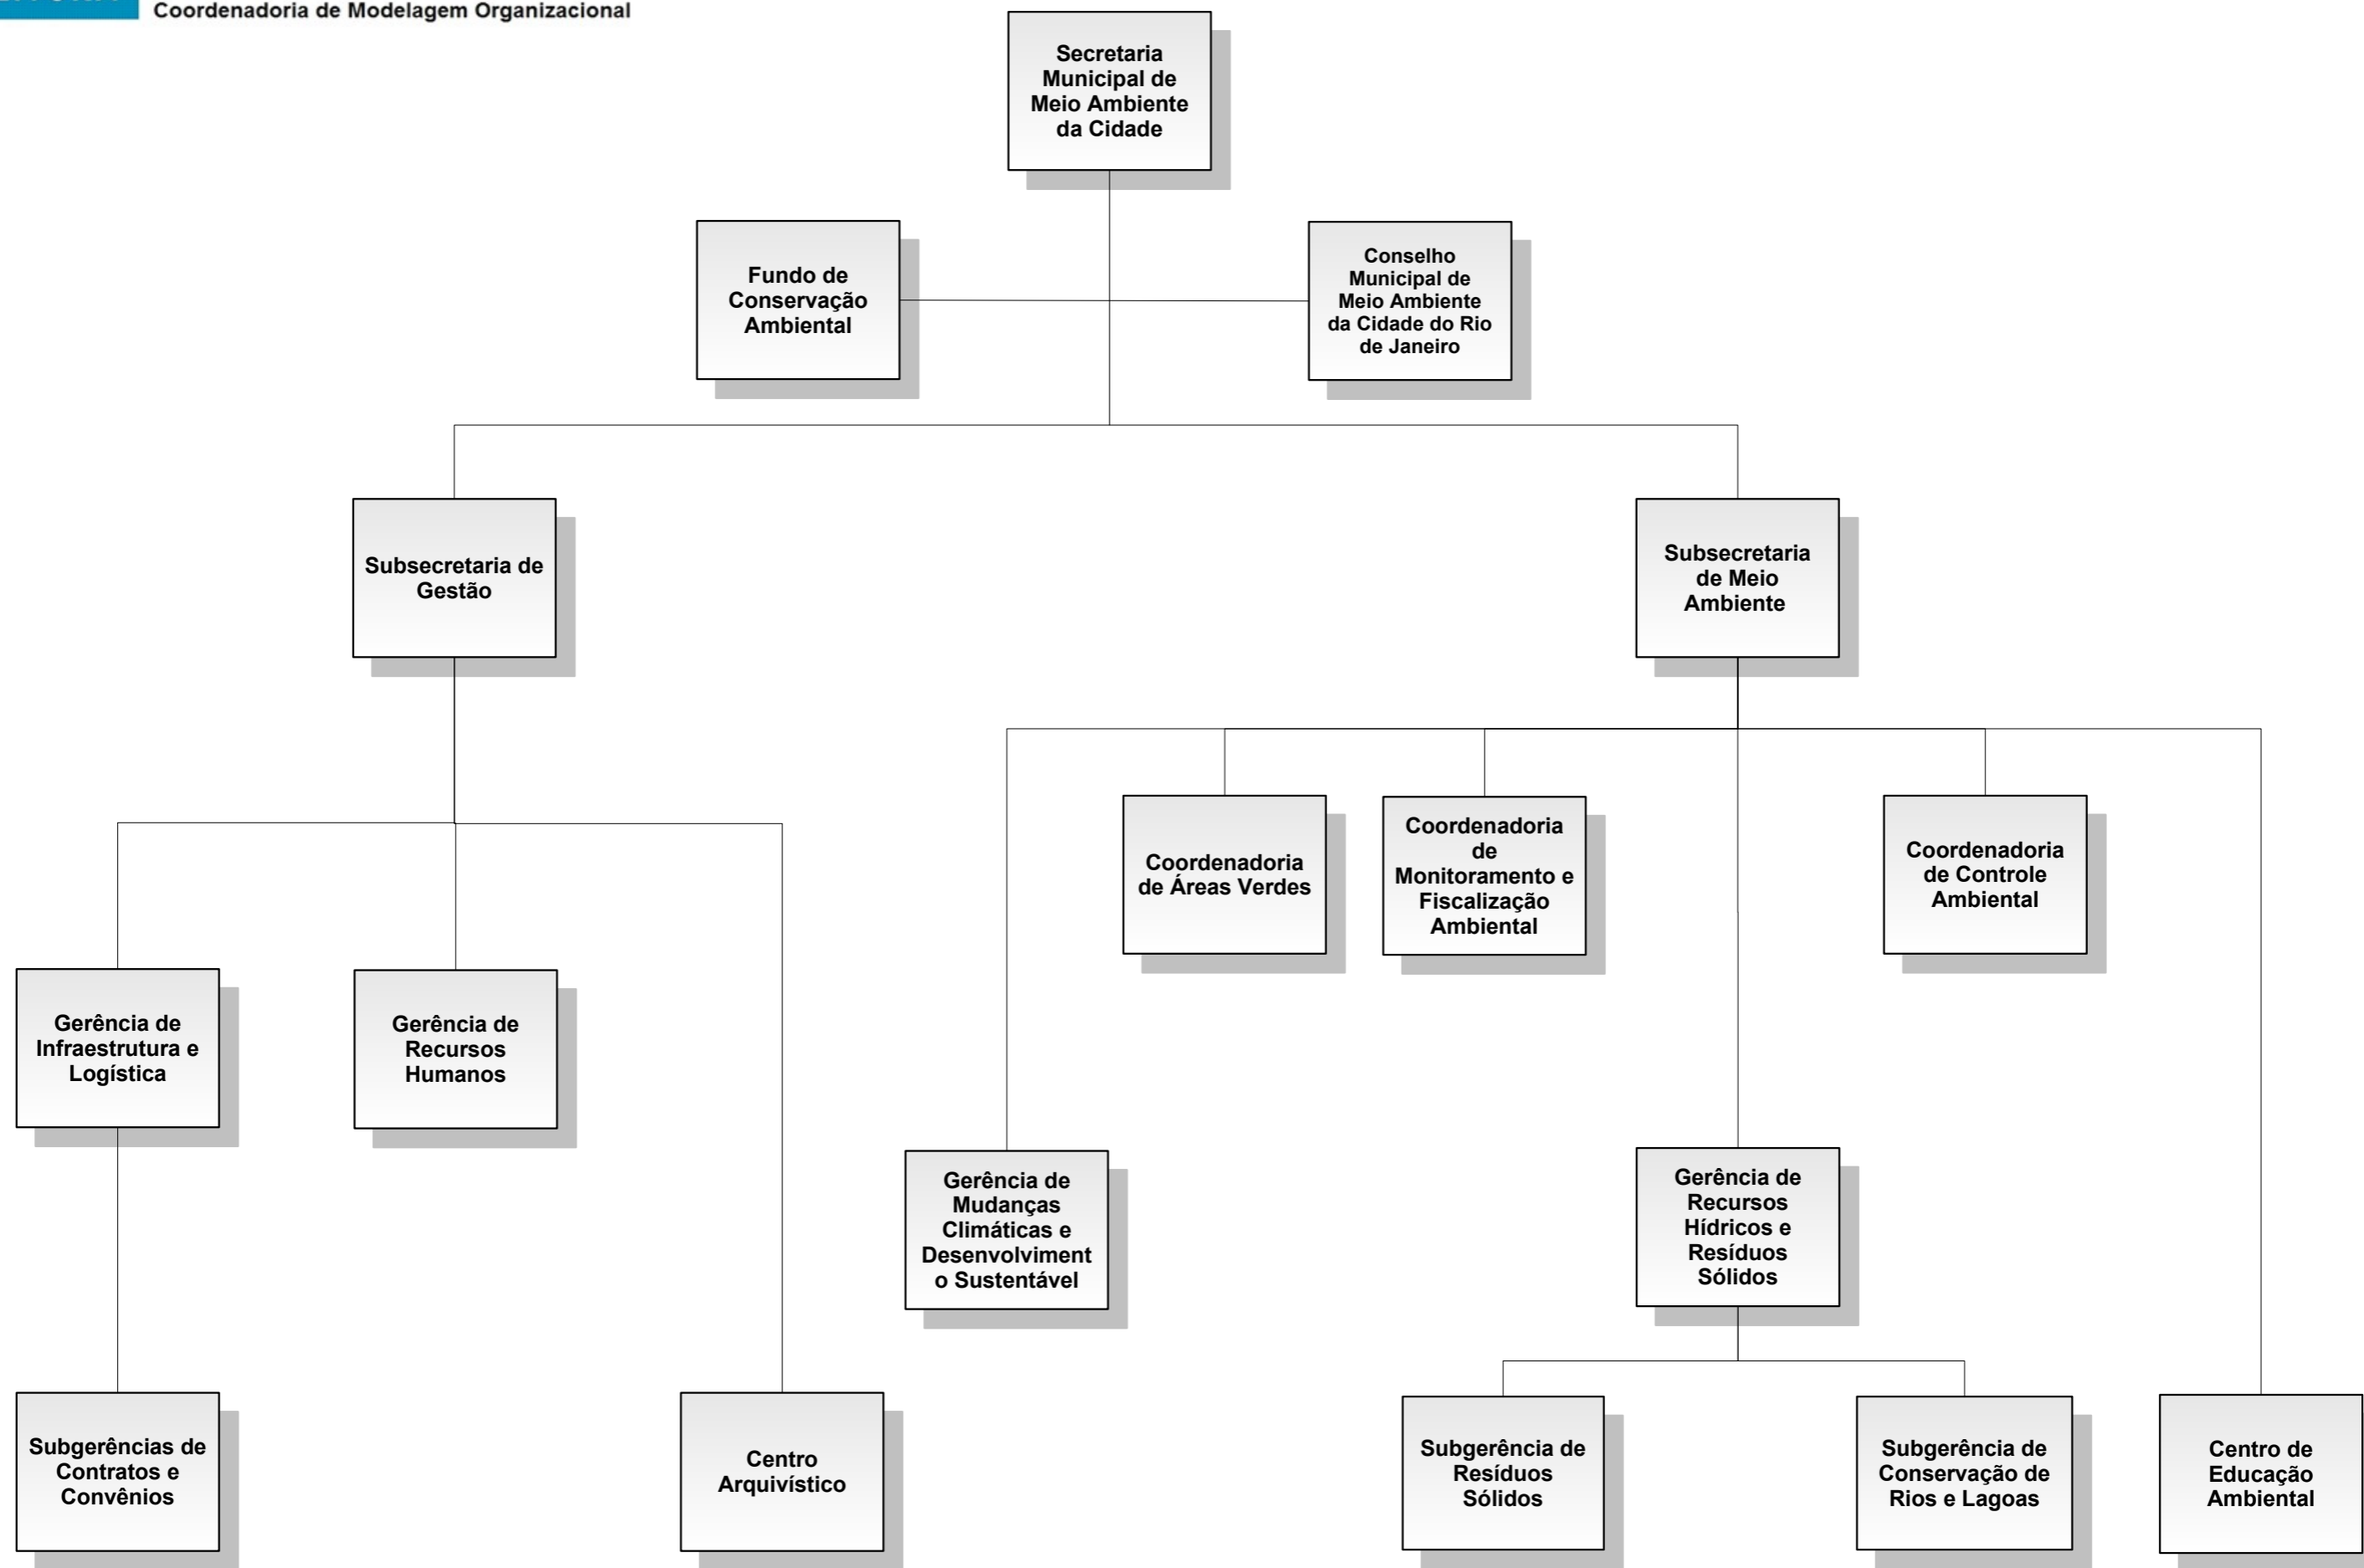 Coordenadoria de Modelagem Organizacional
Secretaria
Municipal de
Meio Ambiente
da Cidade
Fundo de
Conservação
Ambiental
Conselho
Municipal de
Meio Ambiente
da Cidade do Rio
de Janeiro
Subsecretaria de
Gestão
Subsecretaria
de Meio
Ambiente
Coordenadoria
de Áreas Verdes
Coordenadoria
de
Monitoramento e
Fiscalização
Ambiental
Coordenadoria
de Controle
Ambiental
Gerência de
Infraestrutura e
Logística
Gerência de
Recursos
Humanos
Gerência de
Mudanças
Climáticas e
Desenvolviment
o Sustentável
Gerência de
Recursos
Hídricos e
Resíduos
Sólidos
Subgerências de
Contratos e
Convênios
Centro
Arquivístico
Subgerência de
Resíduos
Sólidos
Subgerência de
Conservação de
Rios e Lagoas
Centro de
Educação
Ambiental